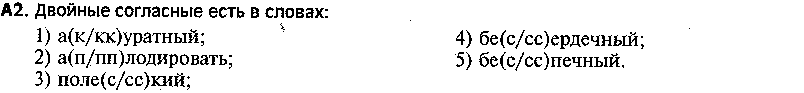 А2. Двойные согласные есть в словах:
1) а(к/кк)уратный;
2) а(п/пп)лодировать;
3) поле(с/сс)кий;
4) бе(с/сс)ердечный;
5) бе(с/сс)печный.